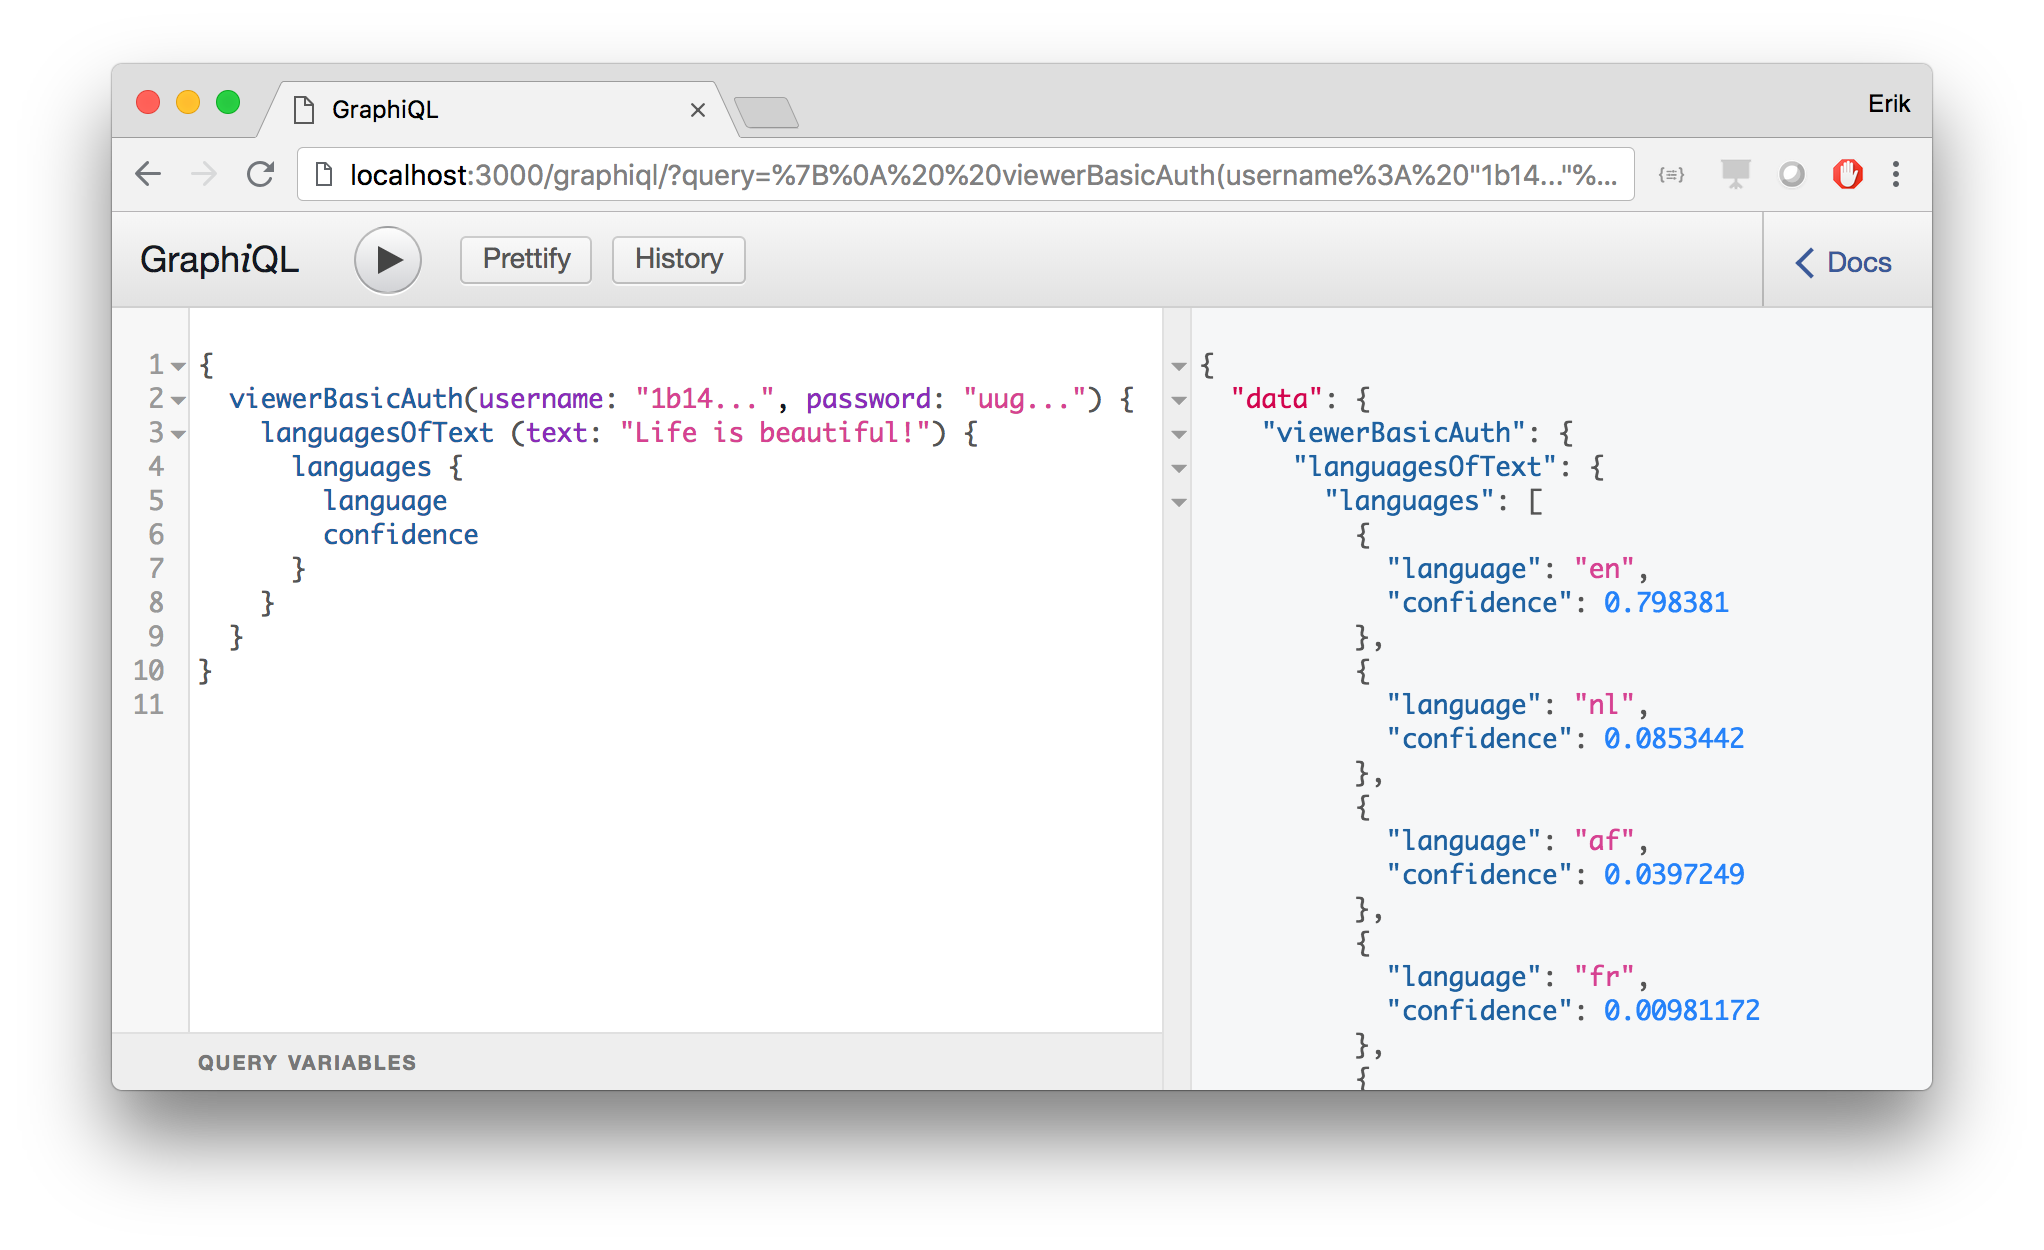 GraphiQL
Erik
localhost:3000/graphiql/?query=%7B%0A%20%20viewerBasicAuth(username%3A%20"1b14..."%...
GraphiQL
Prettify
History
Docs
1 {
2 viewerBasicAuth(username: "1b14...", password: "uug...") {
3 languagesOfText (text: "Life is beautiful!") {
4 languages {
5 language
6 confidence
7 }
8 }
9 }
10 }
11
QUERY VARIABLES
{
"data": {
"viewerBasicAuth": {
"languagesOfText": {
"languages": [
{
"language": "en",
"confidence": 0.798381
},
{
"language": "nl",
"confidence": 0.0853442
},
{
"language": "af",
"confidence": 0.0397249
},
{
"language": "fr",
"confidence": 0.00981172
},
{